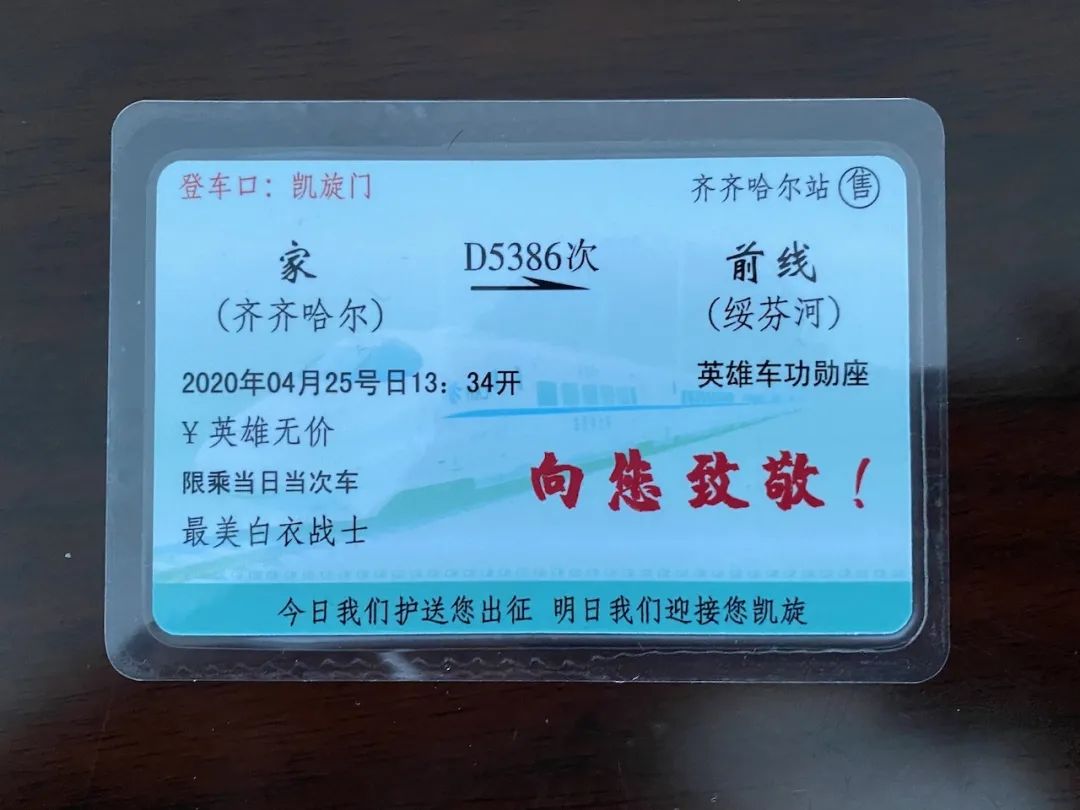 登车口：凯旋门 齐齐哈尔站 售
家 D5386次 前线
（齐齐哈尔） （绥芬河）
2020年04月25号日13：34开 英雄车功勋座
¥ 英雄无价
限乘当日当次车 向您致敬！
最美白衣战士
今日我们护送您出征 明日我们迎接您凯旋